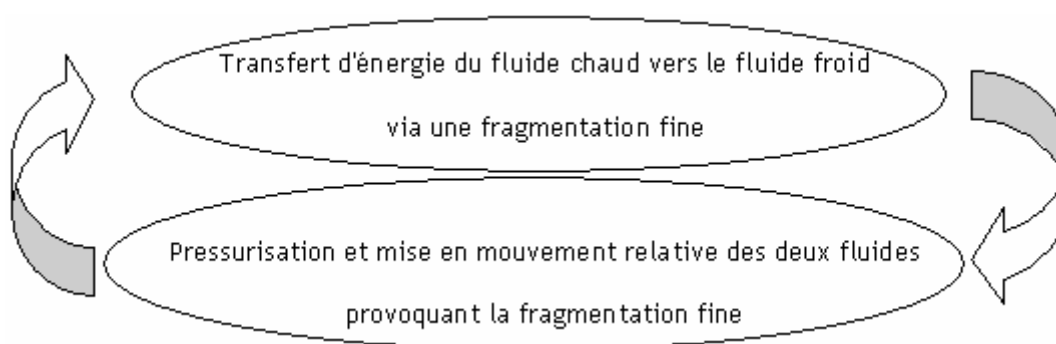 Transfert d'énergie du fluide chaud vers le fluide froid
via une fragmentation fine
Pressurisation et mise en mouvement relative des deux fluides
provoquant la fragmentation fine